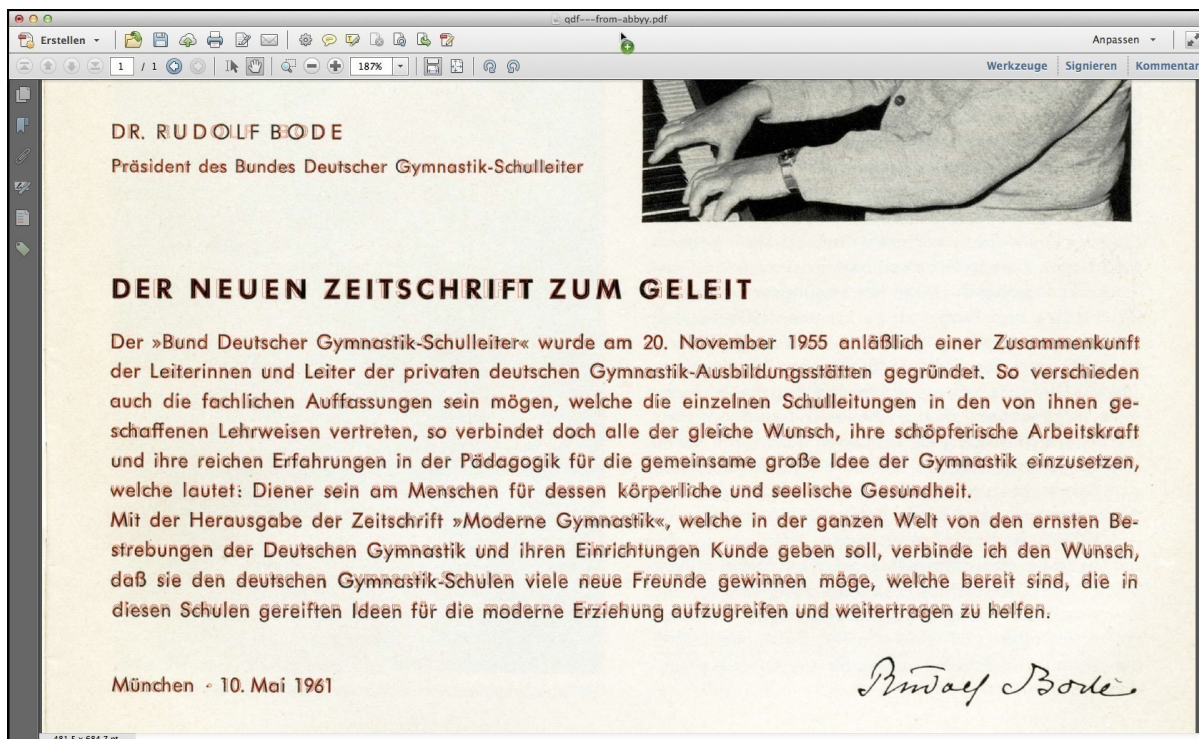 qdf---from-abbyy.pdf
Erstellen
Anpassen
1 / 1
187%
Werkzeuge Signieren Kommentar
DR. RUDOLF BODE
Präsident des Bundes Deutscher Gymnastik-Schulleiter
DER NEUEN ZEITSCHRIFT ZUM GELEIT
Der »Bund Deutscher Gymnastik-Schulleiter« wurde am 20. November 1955 anläßlich einer Zusammenkunft
der Leiterinnen und Leiter der privaten deutschen Gymnastik-Ausbildungsstätten gegründet. So verschieden
auch die fachlichen Auffassungen sein mögen, welche die einzelnen Schulleitungen in den von ihnen ge-
schaffenen Lehrweisen vertreten, so verbindet doch alle der gleiche Wunsch, ihre schöpferische Arbeitskraft
und ihre reichen Erfahrungen in der Pädagogik für die gemeinsame große Idee der Gymnastik einzusetzen,
welche lautet: Diener sein am Menschen für dessen körperliche und seelische Gesundheit.
Mit der Herausgabe der Zeitschrift »Moderne Gymnastik«, welche in der ganzen Welt von den ernsten Be-
strebungen der Deutschen Gymnastik und ihren Einrichtungen Kunde geben soll, verbinde ich den Wunsch,
daß sie den deutschen Gymnastik-Schulen viele neue Freunde gewinnen möge, welche bereit sind, die in
diesen Schulen gereiften Ideen für die moderne Erziehung aufzugreifen und weitertragen zu helfen.
München - 10. Mai 1961
Rudolf Bode
481,5 x 684,7 pt